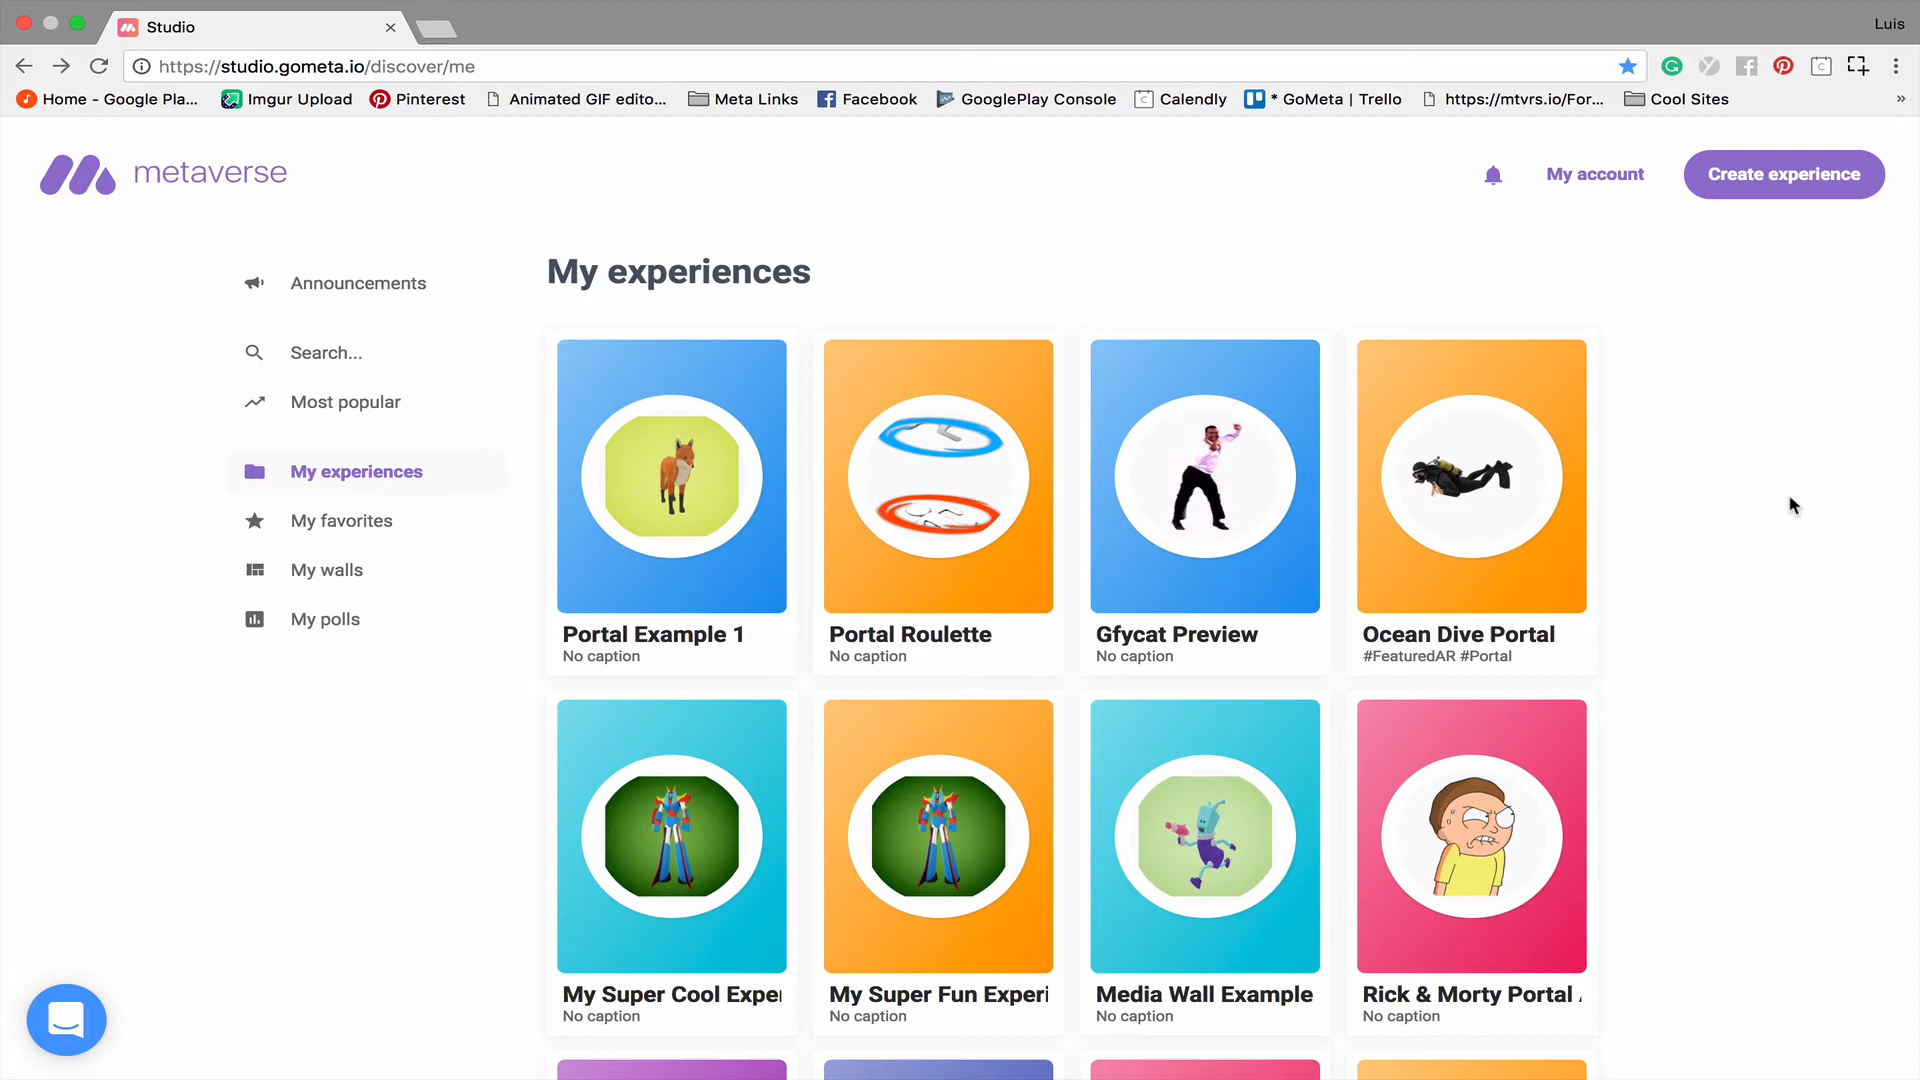 Studio
Luis
https://studio.gometa.io/discover/me
Home - Google Pla...
Imgur Upload
Pinterest
Animated GIF edito...
Meta Links
Facebook
GooglePlay Console
Calendly
* GoMeta | Trello
https://mtvrs.io/For...
Cool Sites
»
metaverse
My account
Create experience
Announcements
Search...
Most popular
My experiences
My favorites
My walls
My polls
My experiences
Portal Example 1
No caption
Portal Roulette
No caption
Gfycat Preview
No caption
Ocean Dive Portal
#FeaturedAR #Portal
My Super Cool Exper
No caption
My Super Fun Experi
No caption
Media Wall Example
No caption
Rick & Morty Portal
No caption